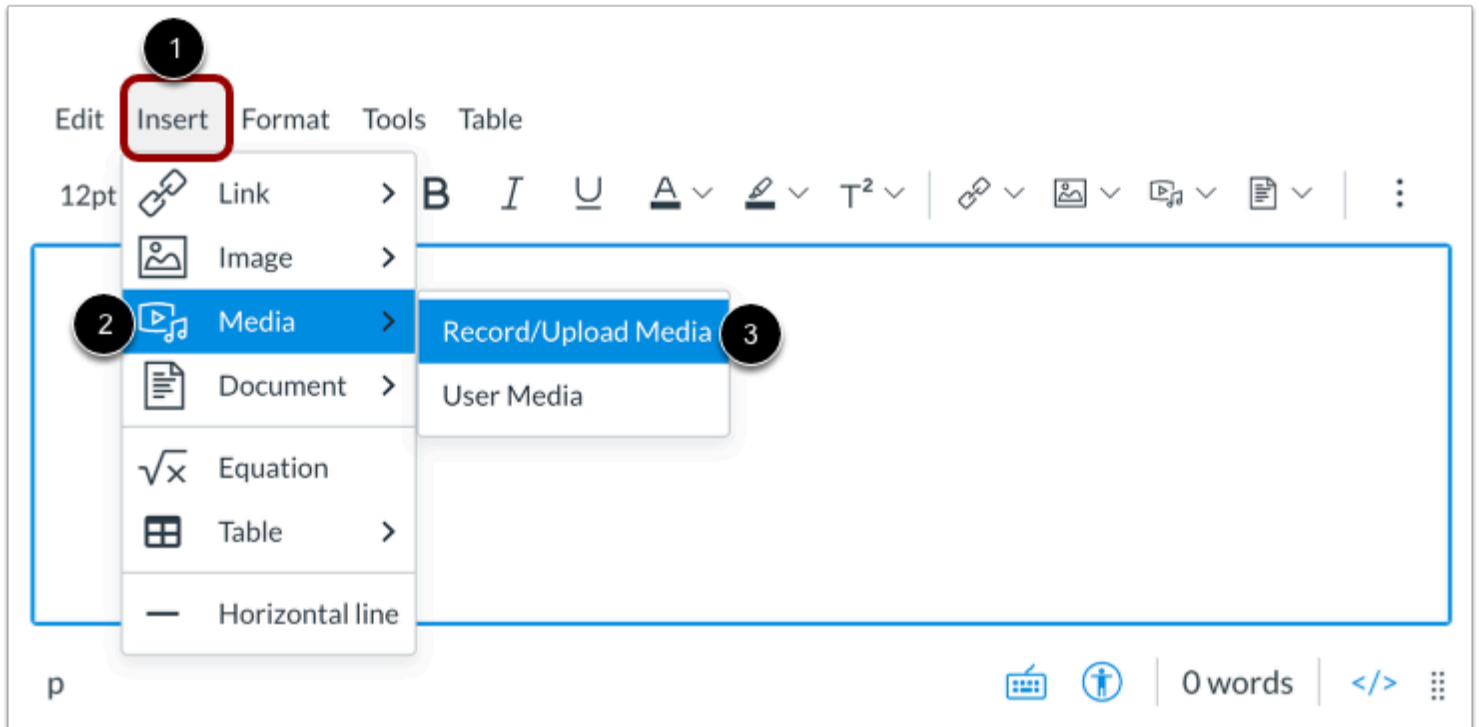 1
Edit Insert Format Tools Table
12pt B I U A T²
Link
Image
2 Media
Record/Upload Media 3
Document
User Media
√x Equation
Table
Horizontal line
p 0 words </>